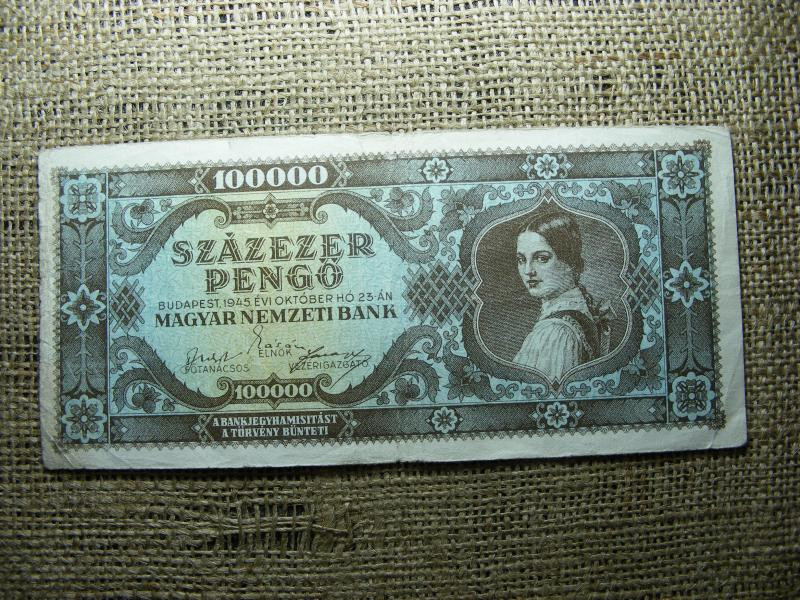 100000
SZÁZEZER
PENGŐ
BUDAPEST, 1945. ÉVI OKTÓBER HÓ 23-ÁN
MAGYAR NEMZETI BANK
ELNÖK
FŐTANÁCSOS VEZÉRIGAZGATÓ
100000
A BANKJEGYHAMISITÁST
A TÖRVÉNY BÜNTETI